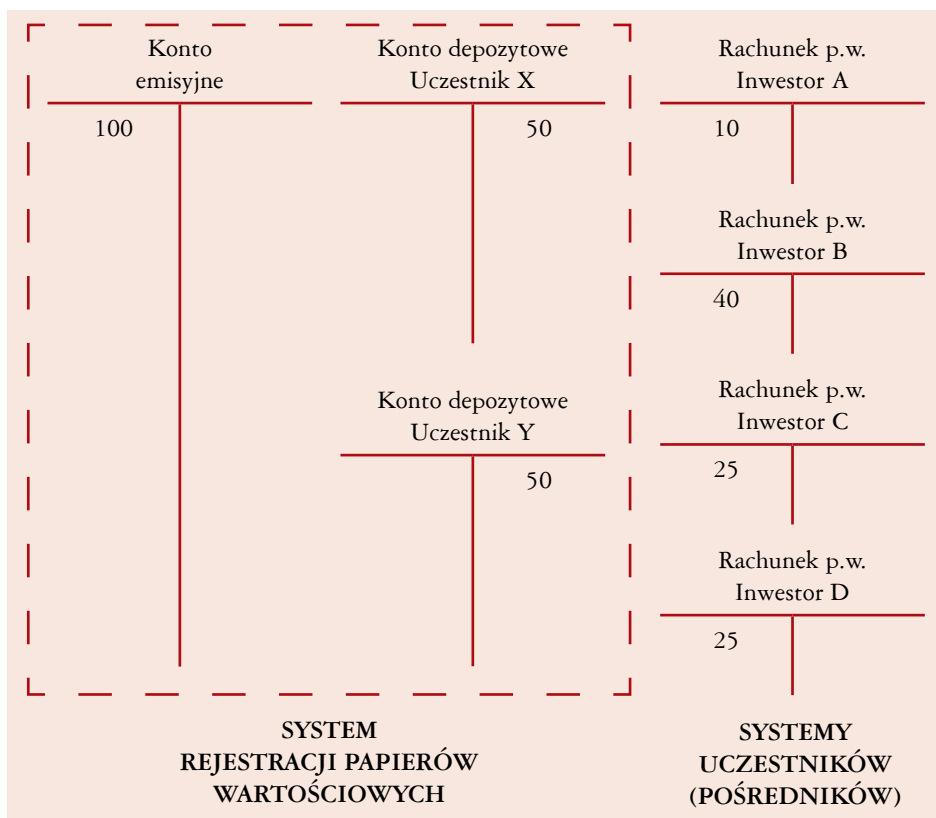 Konto
emisyjne
100
Konto depozytowe
Uczestnik X
50
Konto depozytowe
Uczestnik Y
50
Rachunek p.w.
Inwestor A
10
Rachunek p.w.
Inwestor B
40
Rachunek p.w.
Inwestor C
25
Rachunek p.w.
Inwestor D
25
SYSTEM
REJESTRACJI PAPIERÓW
WARTOŚCIOWYCH
SYSTEMY
UCZESTNIKÓW
(POŚREDNIKÓW)